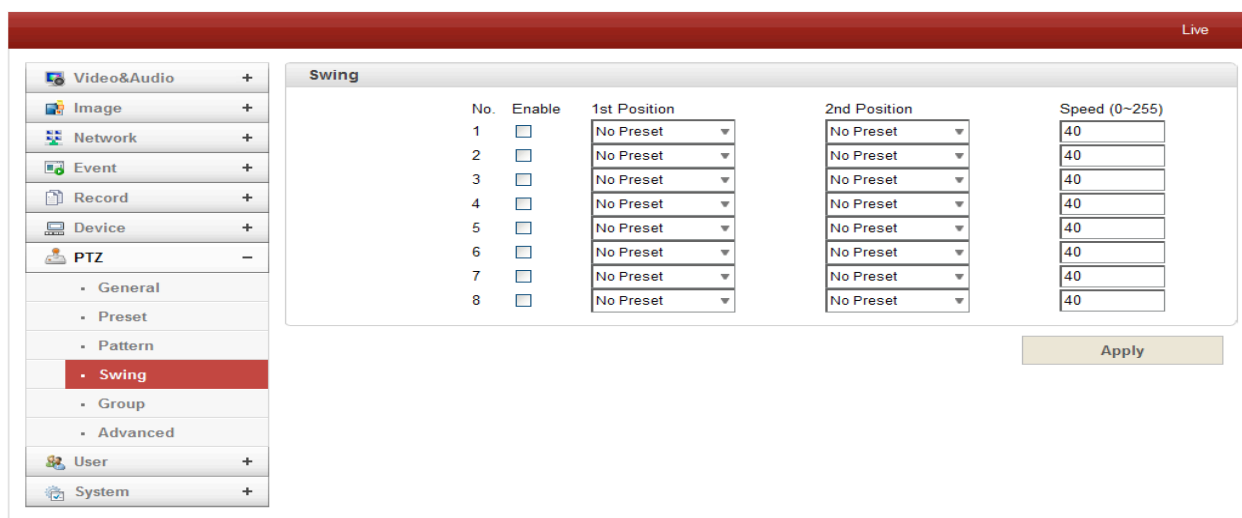 Live
Video&Audio +
Image +
Network +
Event +
Record +
Device +
PTZ −
General
Preset
Pattern
Swing
Group
Advanced
User +
System +
Swing
No. Enable 1st Position 2nd Position Speed (0~255)
1 No Preset No Preset 40
2 No Preset No Preset 40
3 No Preset No Preset 40
4 No Preset No Preset 40
5 No Preset No Preset 40
6 No Preset No Preset 40
7 No Preset No Preset 40
8 No Preset No Preset 40
Apply